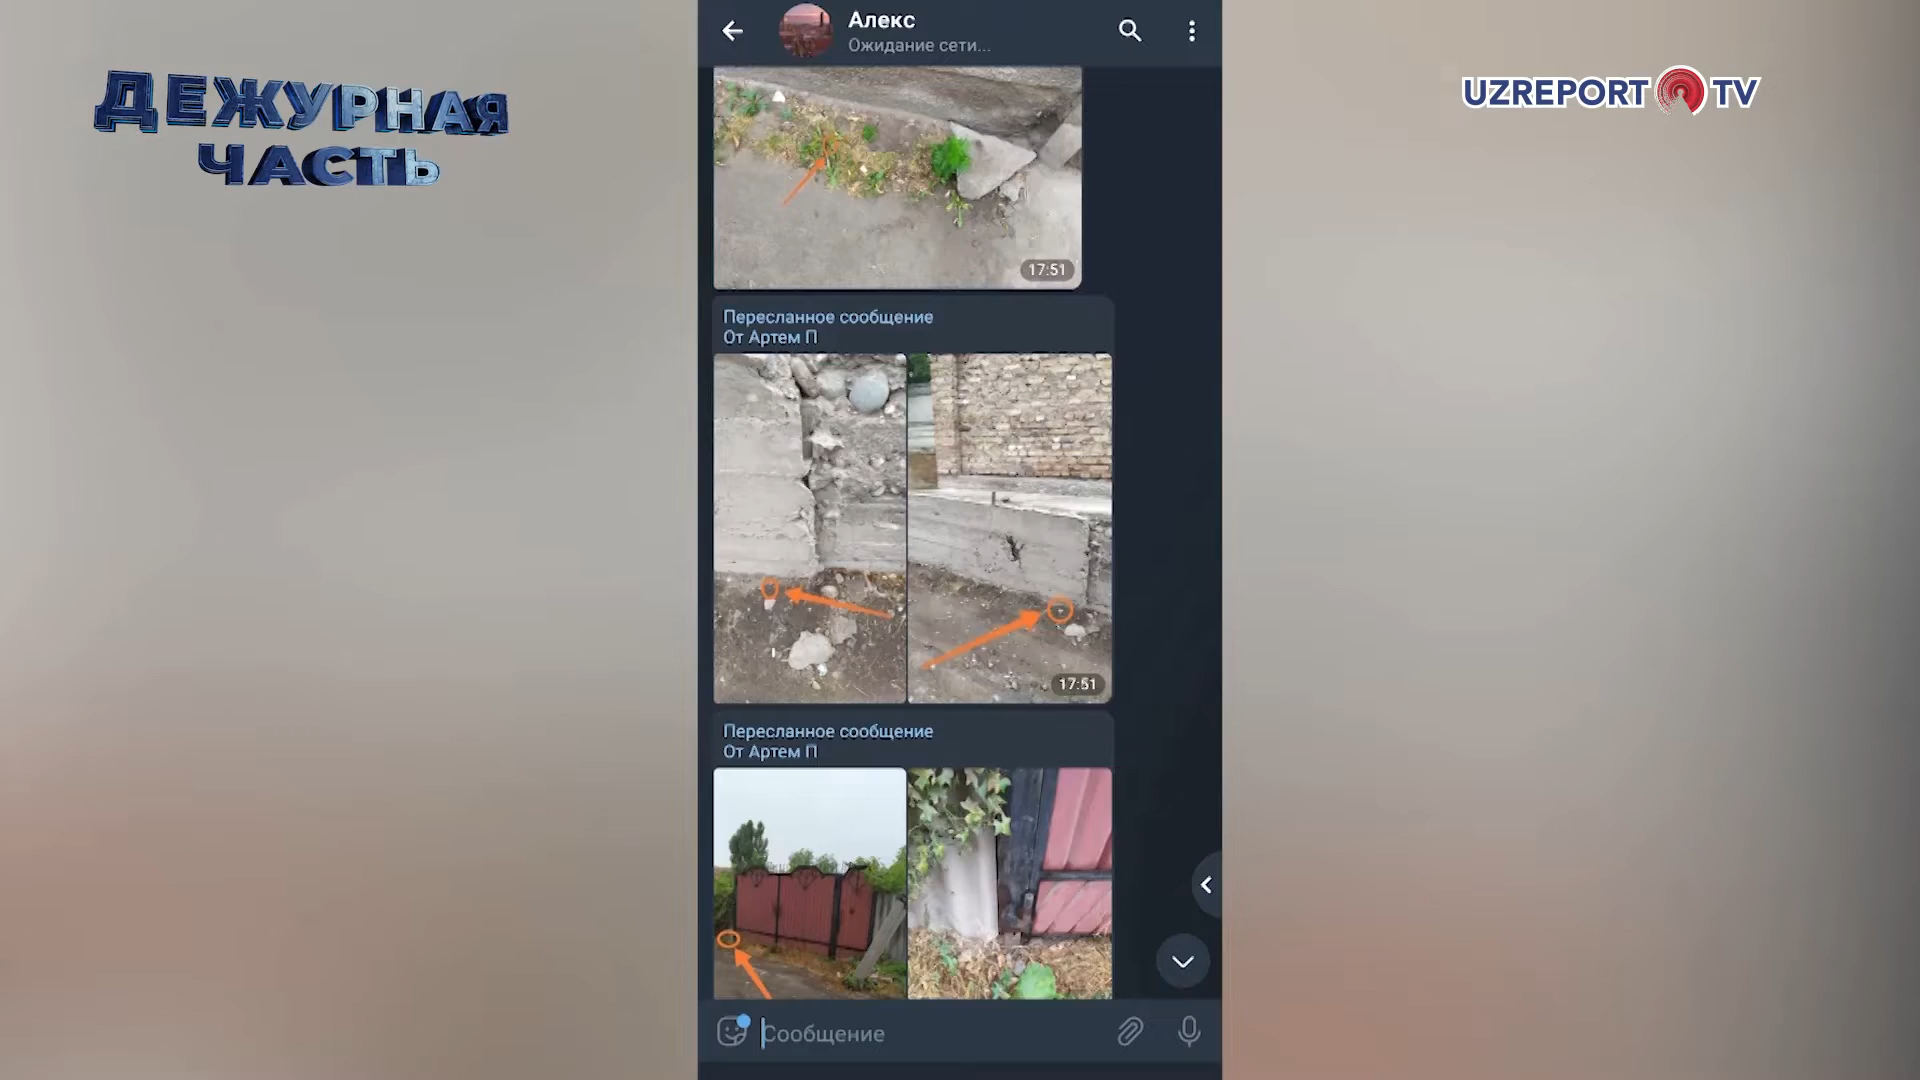 ДЕЖУРНАЯ
ЧАСТЬ
UZREPORT TV
Алекс
Ожидание сети...
17:51
Пересланное сообщение
От Артем П
17:51
Пересланное сообщение
От Артем П
Сообщение